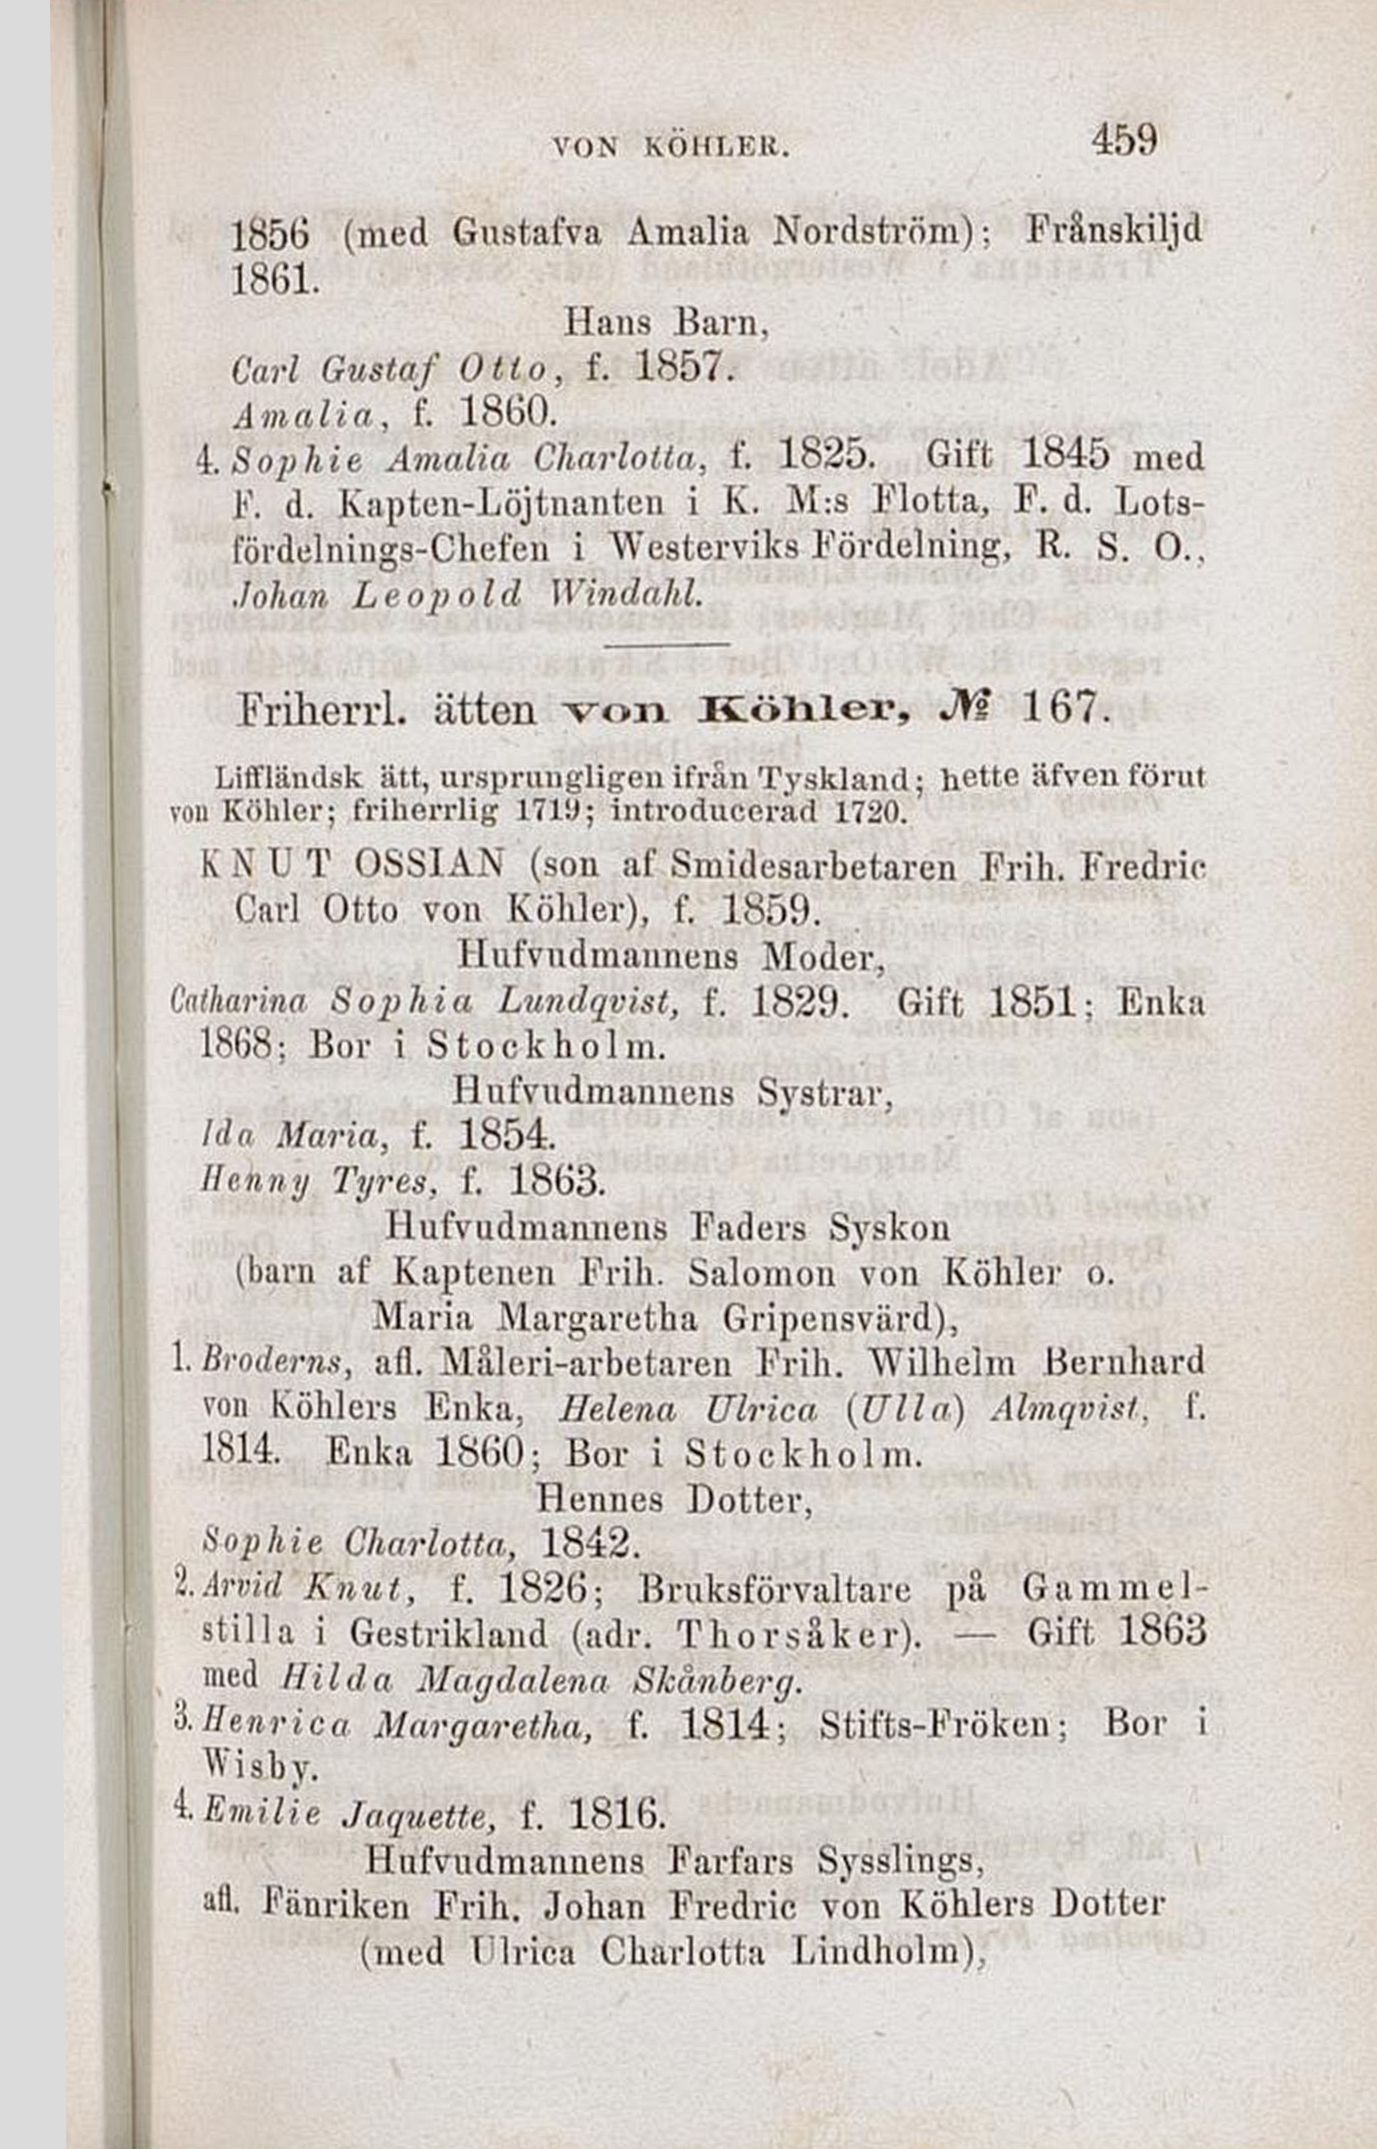 VON KÖHLER. 459
1856 (med Gustafva Amalia Nordström); Frånskiljd
1861.
Hans Barn,
Carl Gustaf Otto, f. 1857.
Amalia, f. 1860.
4. Sophie Amalia Charlotta, f. 1825. Gift 1845 med
F. d. Kapten-Löjtnanten i K. M:s Flotta, F. d. Lots-
fördelnings-Chefen i Westerviks Fördelning, R. S. O.,
Johan Leopold Windahl.
Friherrl. ätten von Köhler, № 167.
Liffländsk ätt, ursprungligen ifrån Tyskland; hette äfven förut
von Köhler; friherrlig 1719; introducerad 1720.
KNUT OSSIAN (son af Smidesarbetaren Frih. Fredric
Carl Otto von Köhler), f. 1859.
Hufvudmannens Moder,
Catharina Sophia Lundqvist, f. 1829. Gift 1851; Enka
1868; Bor i Stockholm.
Hufvudmannens Systrar,
Ida Maria, f. 1854.
Henny Tyres, f. 1863.
Hufvudmannens Faders Syskon
(barn af Kaptenen Frih. Salomon von Köhler o.
Maria Margaretha Gripensvärd),
1. Broderns, afl. Måleri-arbetaren Frih. Wilhelm Bernhard
von Köhlers Enka, Helena Ulrica (Ulla) Almqvist, f.
1814. Enka 1860; Bor i Stockholm.
Hennes Dotter,
Sophie Charlotta, 1842.
2. Arvid Knut, f. 1826; Bruksförvaltare på Gammel-
stilla i Gestrikland (adr. Thorsåker). — Gift 1863
med Hilda Magdalena Skånberg.
3. Henrica Margaretha, f. 1814; Stifts-Fröken; Bor i
Wisby.
4. Emilie Jaquette, f. 1816.
Hufvudmannens Farfars Sysslings,
afl. Fänriken Frih. Johan Fredric von Köhlers Dotter
(med Ulrica Charlotta Lindholm),